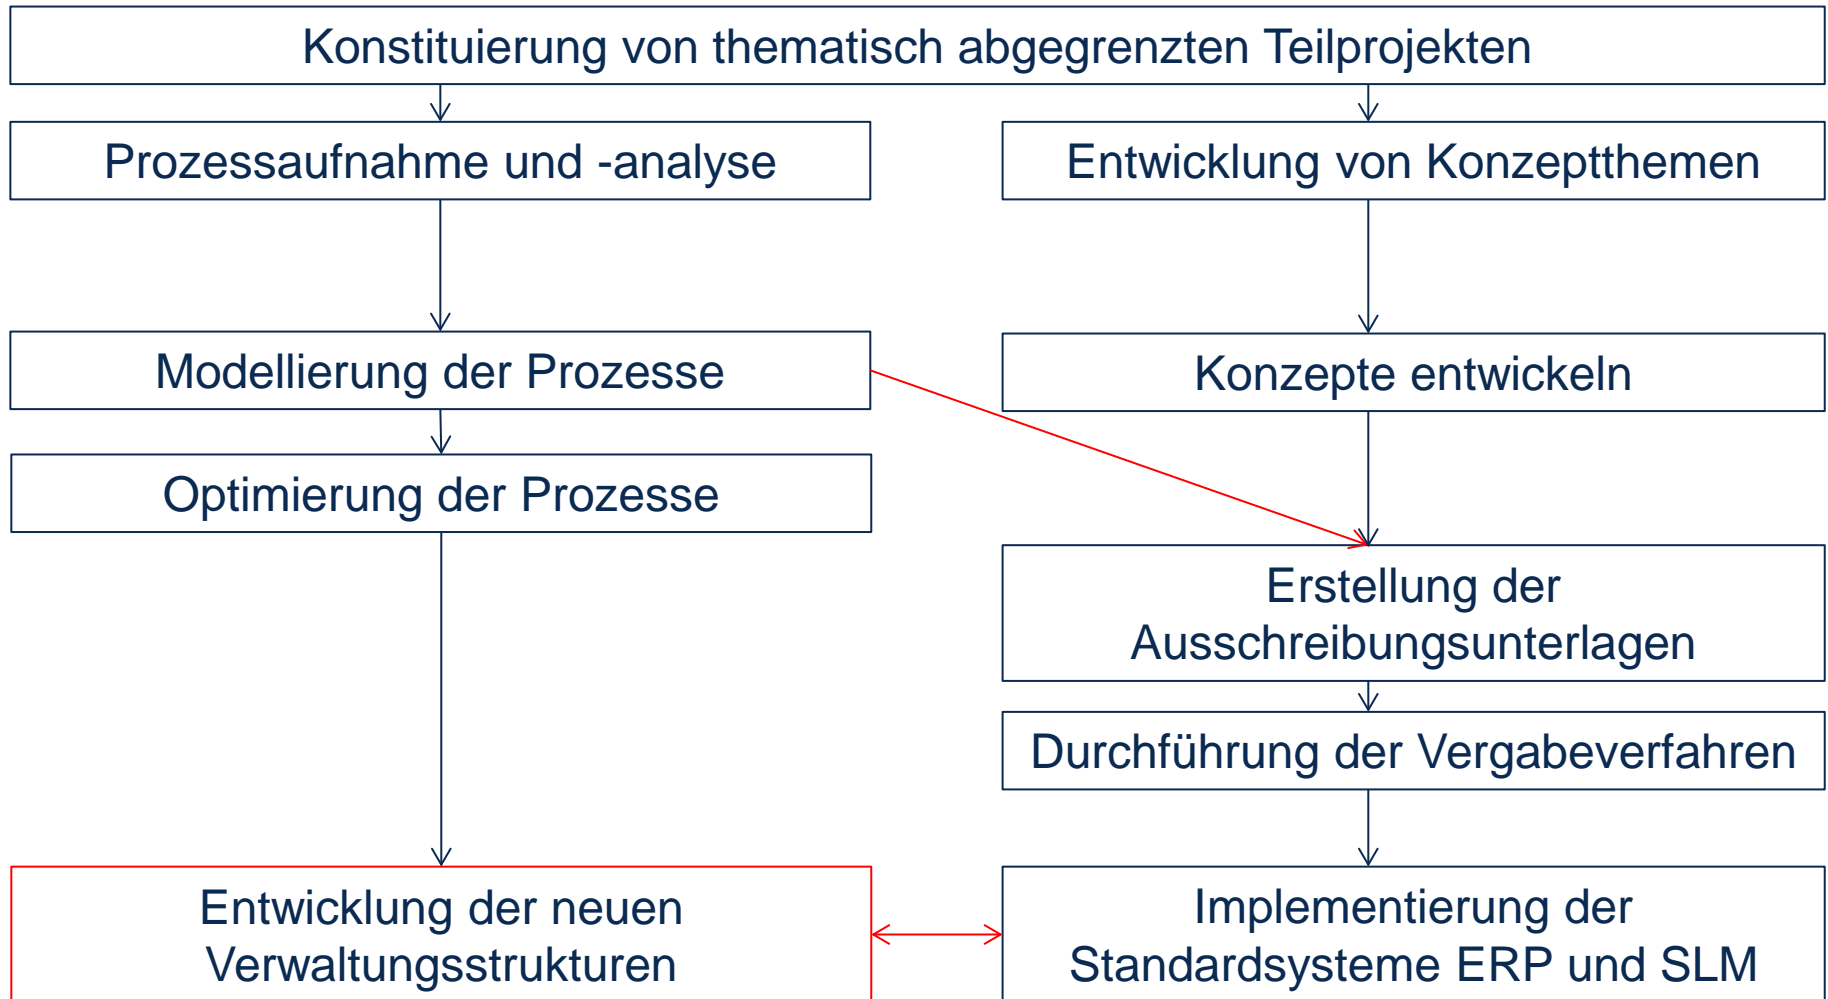 Konstituierung von thematisch abgegrenzten Teilprojekten
Prozessaufnahme und -analyse
Entwicklung von Konzeptthemen
Modellierung der Prozesse
Konzepte entwickeln
Optimierung der Prozesse
Erstellung der
Ausschreibungsunterlagen
Durchführung der Vergabeverfahren
Entwicklung der neuen
Verwaltungsstrukturen
Implementierung der
Standardsysteme ERP und SLM